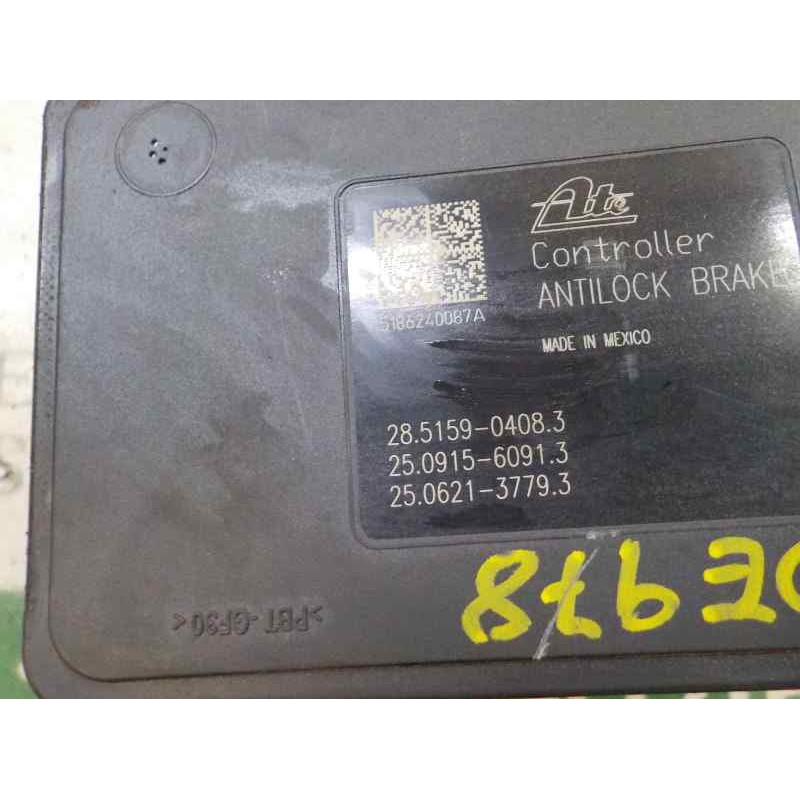 Ate
Controller
ANTILOCK BRAKE
5186240087A
MADE IN MEXICO
28.5159-0408.3
25.0915-6091.3
25.0621-3779.3
>PBT-GF30<